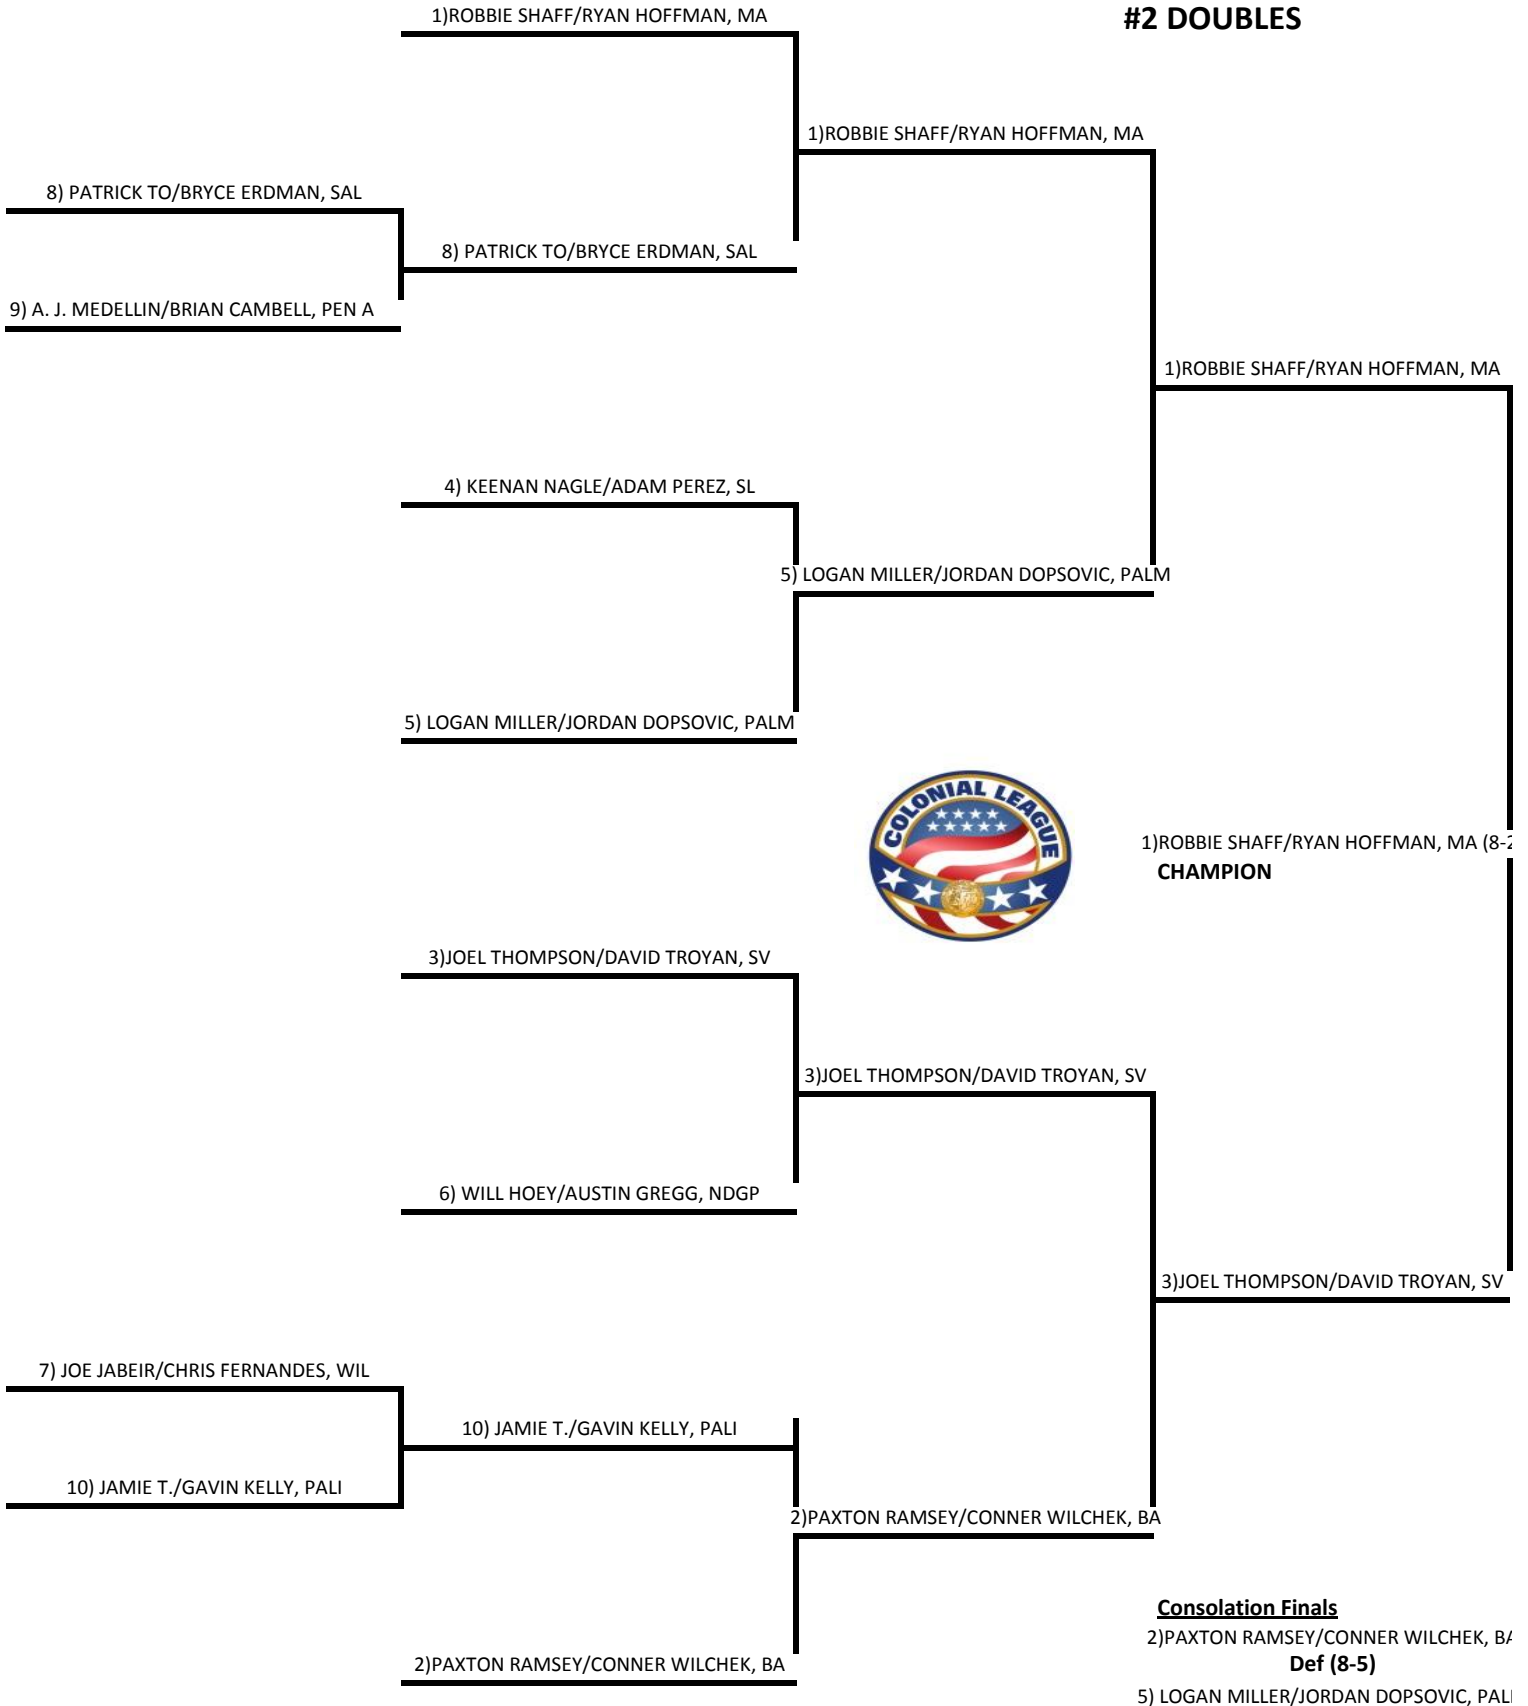 #2 DOUBLES
1)ROBBIE SHAFF/RYAN HOFFMAN, MA
1)ROBBIE SHAFF/RYAN HOFFMAN, MA
8) PATRICK TO/BRYCE ERDMAN, SAL
8) PATRICK TO/BRYCE ERDMAN, SAL
9) A. J. MEDELLIN/BRIAN CAMBELL, PEN A
1)ROBBIE SHAFF/RYAN HOFFMAN, MA
4) KEENAN NAGLE/ADAM PEREZ, SL
5) LOGAN MILLER/JORDAN DOPSOVIC, PALM
5) LOGAN MILLER/JORDAN DOPSOVIC, PALM
COLONIAL LEAGUE
1)ROBBIE SHAFF/RYAN HOFFMAN, MA (8-2
CHAMPION
3)JOEL THOMPSON/DAVID TROYAN, SV
3)JOEL THOMPSON/DAVID TROYAN, SV
6) WILL HOEY/AUSTIN GREGG, NDGP
3)JOEL THOMPSON/DAVID TROYAN, SV
7) JOE JABEIR/CHRIS FERNANDES, WIL
10) JAMIE T./GAVIN KELLY, PALI
10) JAMIE T./GAVIN KELLY, PALI
2)PAXTON RAMSEY/CONNER WILCHEK, BA
Consolation Finals
2)PAXTON RAMSEY/CONNER WILCHEK, BA
Def (8-5)
2)PAXTON RAMSEY/CONNER WILCHEK, BA
5) LOGAN MILLER/JORDAN DOPSOVIC, PAL